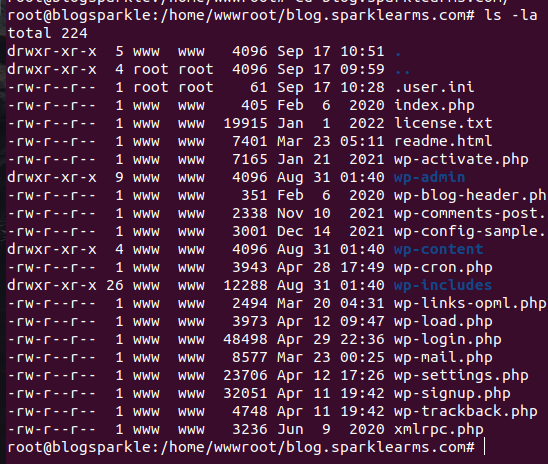 root@blogsparkle:/home/wwwroot# cd blog.sparklearms.com/
root@blogsparkle:/home/wwwroot/blog.sparklearms.com# ls -la
total 224
drwxr-xr-x  5 www  www   4096 Sep 17 10:51 .
drwxr-xr-x  4 root root  4096 Sep 17 09:59 ..
-rw-r--r--  1 root root    61 Sep 17 10:28 .user.ini
-rw-r--r--  1 www  www    405 Feb  6  2020 index.php
-rw-r--r--  1 www  www  19915 Jan  1  2022 license.txt
-rw-r--r--  1 www  www   7401 Mar 23 05:11 readme.html
-rw-r--r--  1 www  www   7165 Jan 21  2021 wp-activate.php
drwxr-xr-x  9 www  www   4096 Aug 31 01:40 wp-admin
-rw-r--r--  1 www  www    351 Feb  6  2020 wp-blog-header.ph
-rw-r--r--  1 www  www   2338 Nov 10  2021 wp-comments-post.
-rw-r--r--  1 www  www   3001 Dec 14  2021 wp-config-sample.
drwxr-xr-x  4 www  www   4096 Aug 31 01:40 wp-content
-rw-r--r--  1 www  www   3943 Apr 28 17:49 wp-cron.php
drwxr-xr-x 26 www  www  12288 Aug 31 01:40 wp-includes
-rw-r--r--  1 www  www   2494 Mar 20 04:31 wp-links-opml.php
-rw-r--r--  1 www  www   3973 Apr 12 09:47 wp-load.php
-rw-r--r--  1 www  www  48498 Apr 29 22:36 wp-login.php
-rw-r--r--  1 www  www   8577 Mar 23 00:25 wp-mail.php
-rw-r--r--  1 www  www  23706 Apr 12 17:26 wp-settings.php
-rw-r--r--  1 www  www  32051 Apr 11 19:42 wp-signup.php
-rw-r--r--  1 www  www   4748 Apr 11 19:42 wp-trackback.php
-rw-r--r--  1 www  www   3236 Jun  9  2020 xmlrpc.php
root@blogsparkle:/home/wwwroot/blog.sparklearms.com#